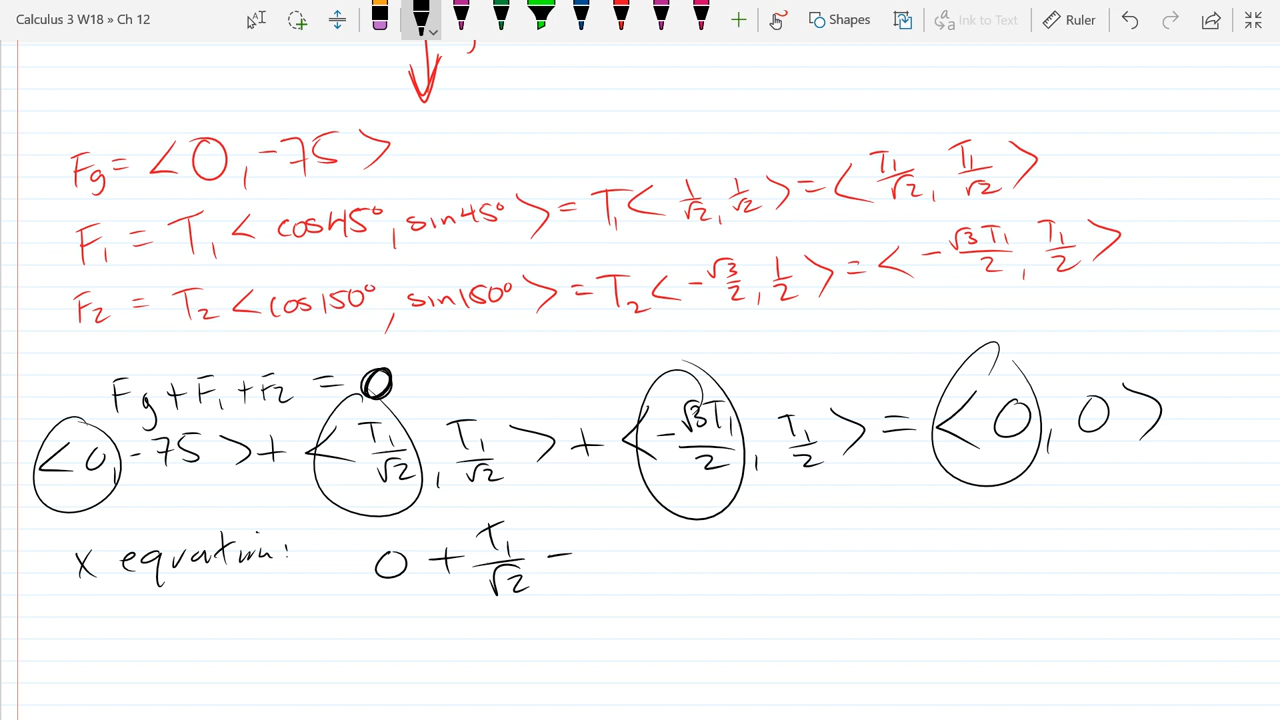 Calculus 3 W18 » Ch 12 Shapes Ink to Text Ruler
Fg = <0, -75>
F₁ = T₁ <cos45°, sin45°> = T₁< 1/√2, 1/√2 > = < T₁/√2, T₁/√2 >
F₂ = T₂ <cos150°, sin150°> = T₂ < -√3/2, 1/2 > = < -√3T₁/2, T₁/2 >
Fg + F₁ + F₂ = 0
<0, -75> + < T₁/√2, T₁/√2 > + < -√3T₁/2, T₁/2 > = <0, 0>
x equation: 0 + T₁/√2 -